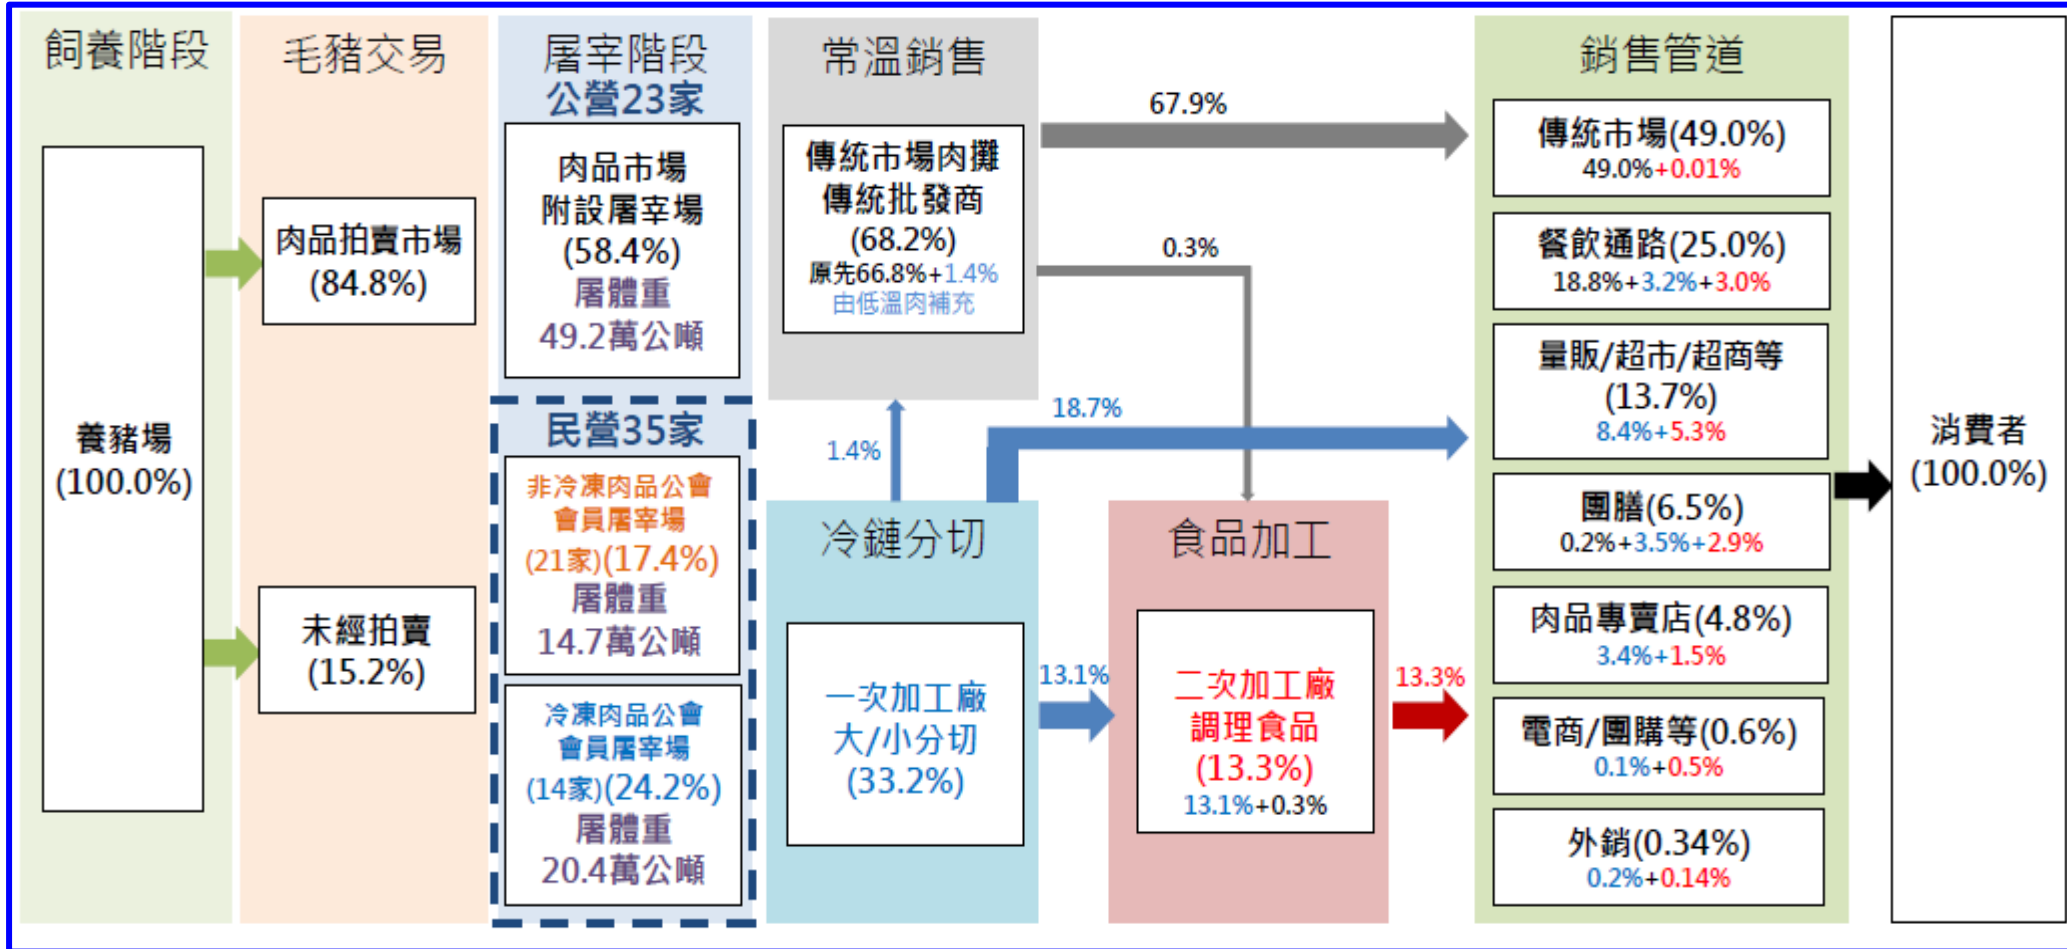 飼養階段
養豬場
(100.0%)
毛豬交易
肉品拍賣市場
(84.8%)
未經拍賣
(15.2%)
屠宰階段
公營23家
肉品市場
附設屠宰場
(58.4%)
屠體重
49.2萬公噸
民營35家
非冷凍肉品公會
會員屠宰場
(21家)(17.4%)
屠體重
14.7萬公噸
冷凍肉品公會
會員屠宰場
(14家)(24.2%)
屠體重
20.4萬公噸
常溫銷售
傳統市場肉攤
傳統批發商
(68.2%)
原先66.8%+1.4%
由低溫肉補充
67.9%
0.3%
1.4%
18.7%
冷鏈分切
一次加工廠
大/小分切
(33.2%)
13.1%
食品加工
二次加工廠
調理食品
(13.3%)
13.1%+0.3%
13.3%
銷售管道
傳統市場(49.0%)
49.0%+0.01%
餐飲通路(25.0%)
18.8%+3.2%+3.0%
量販/超市/超商等
(13.7%)
8.4%+5.3%
團膳(6.5%)
0.2%+3.5%+2.9%
肉品專賣店(4.8%)
3.4%+1.5%
電商/團購等(0.6%)
0.1%+0.5%
外銷(0.34%)
0.2%+0.14%
消費者
(100.0%)